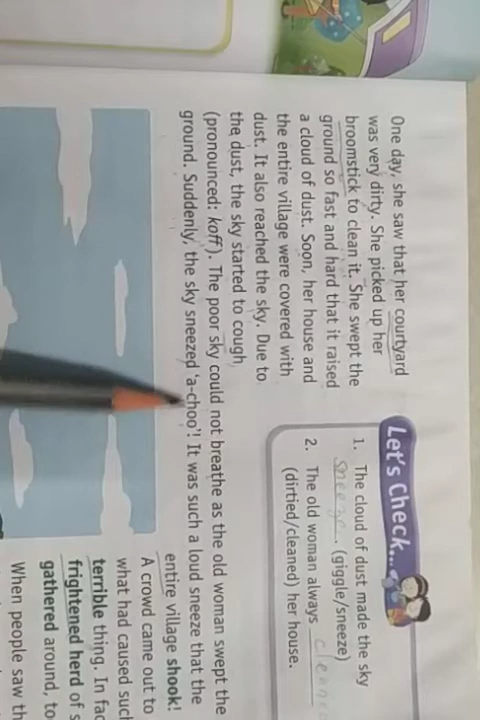 One day, she saw that her courtyard
was very dirty. She picked up her
broomstick to clean it. She swept the
ground so fast and hard that it raised
a cloud of dust. Soon, her house and
the entire village were covered with
dust. It also reached the sky. Due to
the dust, the sky started to cough
(pronounced: koff). The poor sky could not breathe as the old woman swept the
ground. Suddenly, the sky sneezed 'a-choo'! It was such a loud sneeze that the
entire village shook!
A crowd came out to
what had caused such
terrible thing. In
frightened herd of
gathered around, to
When people saw
Let's Check...
1. The cloud of dust made the sky
sneeze. (giggle/sneeze)
2. The old woman always
(dirtied/cleaned) her house.